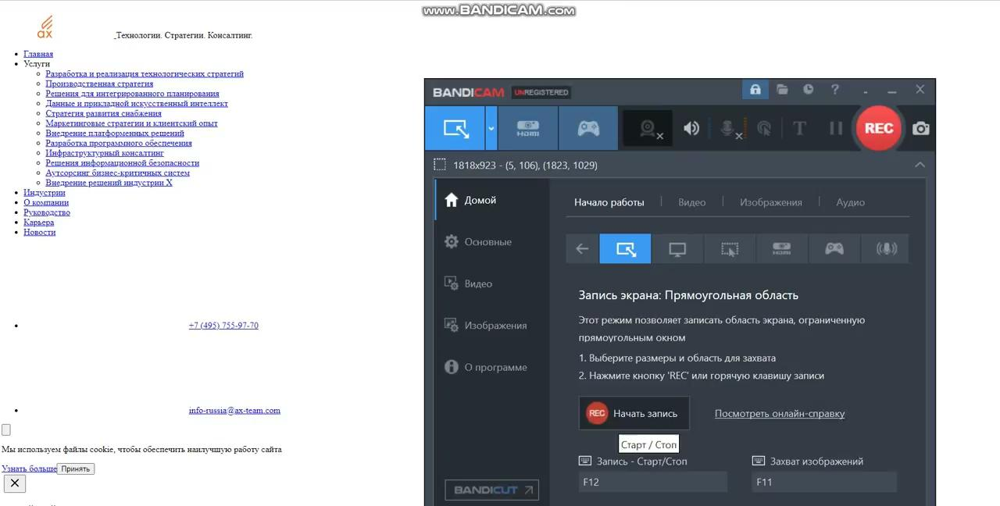 www.BANDICAM.com
ax
Технологии. Стратегии. Консалтинг.
Главная
Услуги
Разработка и реализация технологических стратегий
Производственная стратегия
Решения для интегрированного планирования
Данные и прикладной искусственный интеллект
Стратегия развития снабжения
Маркетинговые стратегии и клиентский опыт
Внедрение платформенных решений
Разработка программного обеспечения
Инфраструктурный консалтинг
Решения информационной безопасности
Аутсорсинг бизнес-критичных систем
Внедрение решений индустрии X
Индустрии
О компании
Руководство
Карьера
Новости
+7 (495) 755-97-70
info-russia@ax-team.com
Мы используем файлы cookie, чтобы обеспечить наилучшую работу сайта
Узнать больше Принять
BANDICAM UNREGISTERED
HDMI
REC
1818x923 - (5, 106), (1823, 1029)
Домой
Основные
Видео
Изображения
О программе
BANDICUT
Начало работы Видео Изображения Аудио
HDMI
Запись экрана: Прямоугольная область
Этот режим позволяет записать область экрана, ограниченную
прямоугольным окном
1. Выберите размеры и область для захвата
2. Нажмите кнопку 'REC' или горячую клавишу записи
REC Начать запись Посмотреть онлайн-справку
Старт / Стоп
Запись - Старт/Стоп Захват изображений
F12 F11